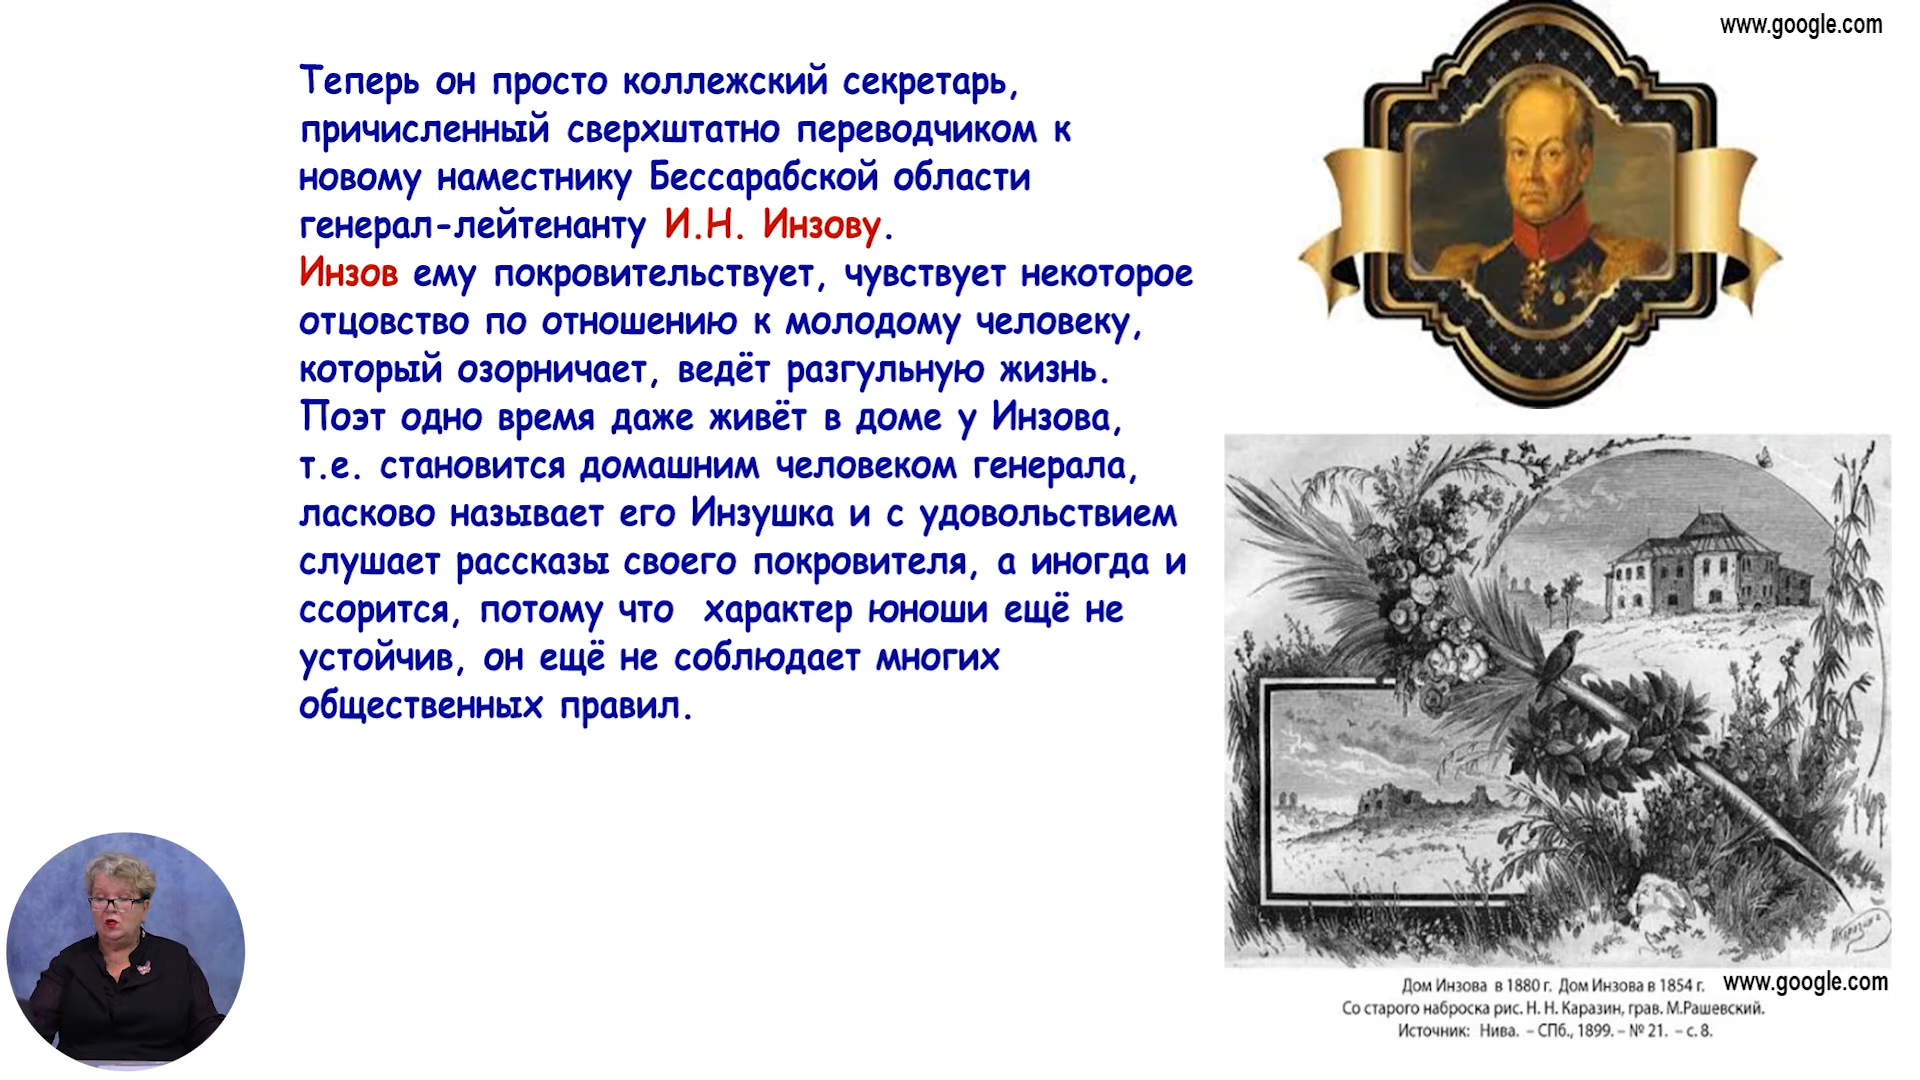 www.google.com
Теперь он просто коллежский секретарь,
причисленный сверхштатно переводчиком к
новому наместнику Бессарабской области
генерал-лейтенанту И.Н. Инзову.
Инзов ему покровительствует, чувствует некоторое
отцовство по отношению к молодому человеку,
который озорничает, ведёт разгульную жизнь.
Поэт одно время даже живёт в доме у Инзова,
т.е. становится домашним человеком генерала,
ласково называет его Инзушка и с удовольствием
слушает рассказы своего покровителя, а иногда и
ссорится, потому что характер юноши ещё не
устойчив, он ещё не соблюдает многих
общественных правил.
www.google.com
Дом Инзова в 1880 г. Дом Инзова в 1854 г.
Со старого наброска рис. Н. Н. Каразин, грав. М.Рашевский.
Источник: Нива. – СПб., 1899. – № 21. – с. 8.